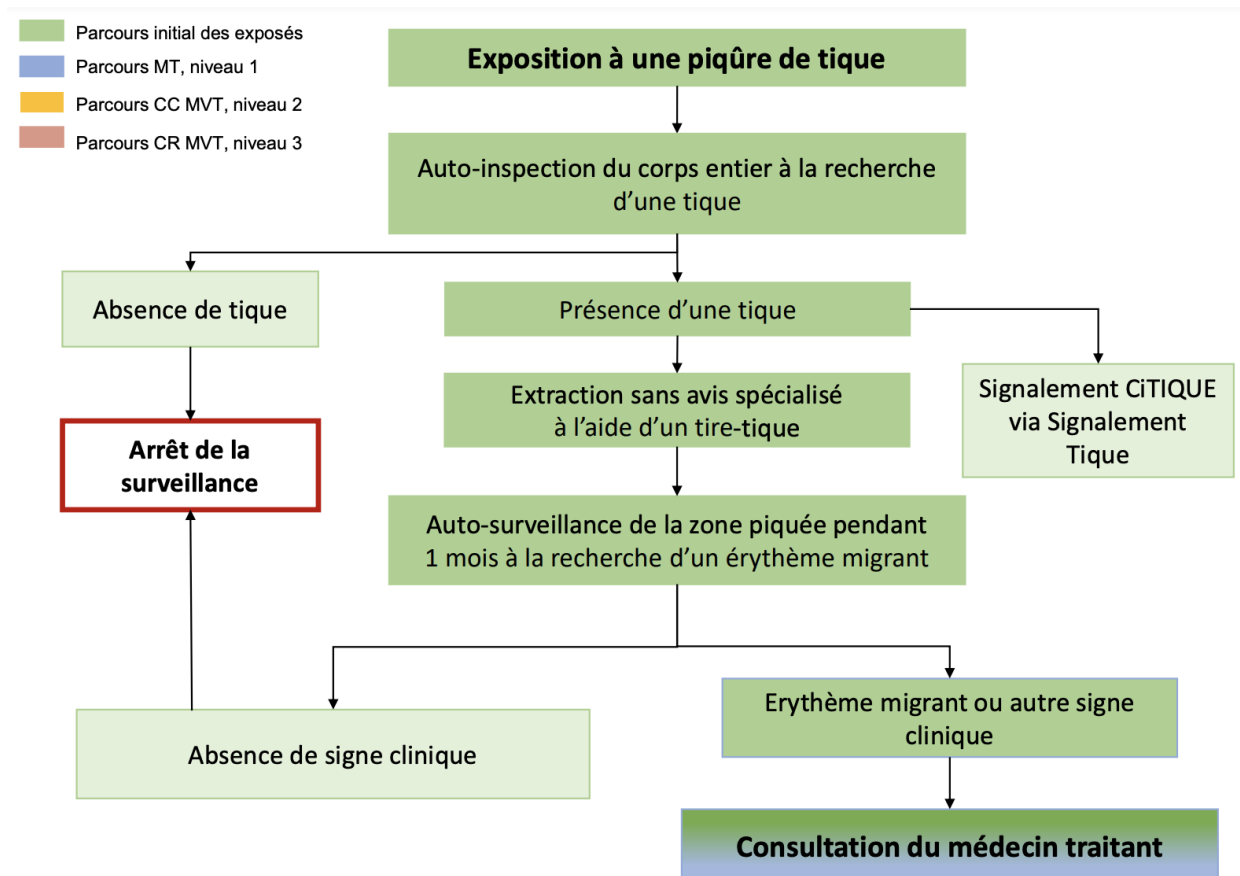 Parcours initial des exposés
Parcours MT, niveau 1
Parcours CC MVT, niveau 2
Parcours CR MVT, niveau 3
Exposition à une piqûre de tique
Auto-inspection du corps entier à la recherche
d’une tique
Absence de tique
Présence d’une tique
Signalement CiTIQUE
via Signalement
Tique
Extraction sans avis spécialisé
à l’aide d’un tire-tique
Arrêt de la
surveillance
Auto-surveillance de la zone piquée pendant
1 mois à la recherche d’un érythème migrant
Absence de signe clinique
Erythème migrant ou autre signe
clinique
Consultation du médecin traitant